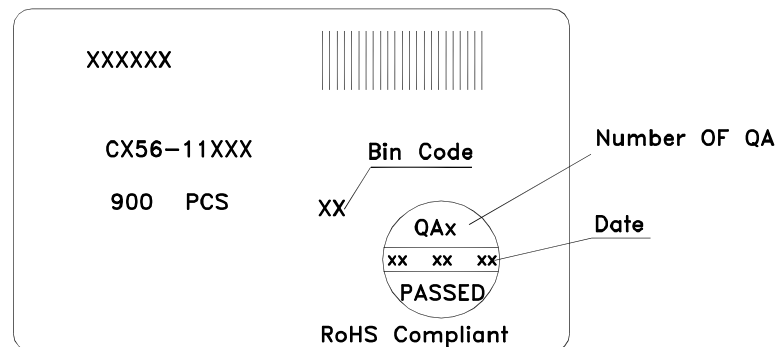 XXXXXX
CX56-11XXX
Bin Code
Number OF QA
900 PCS
XX
QAx
Date
xx xx xx
PASSED
RoHS Compliant